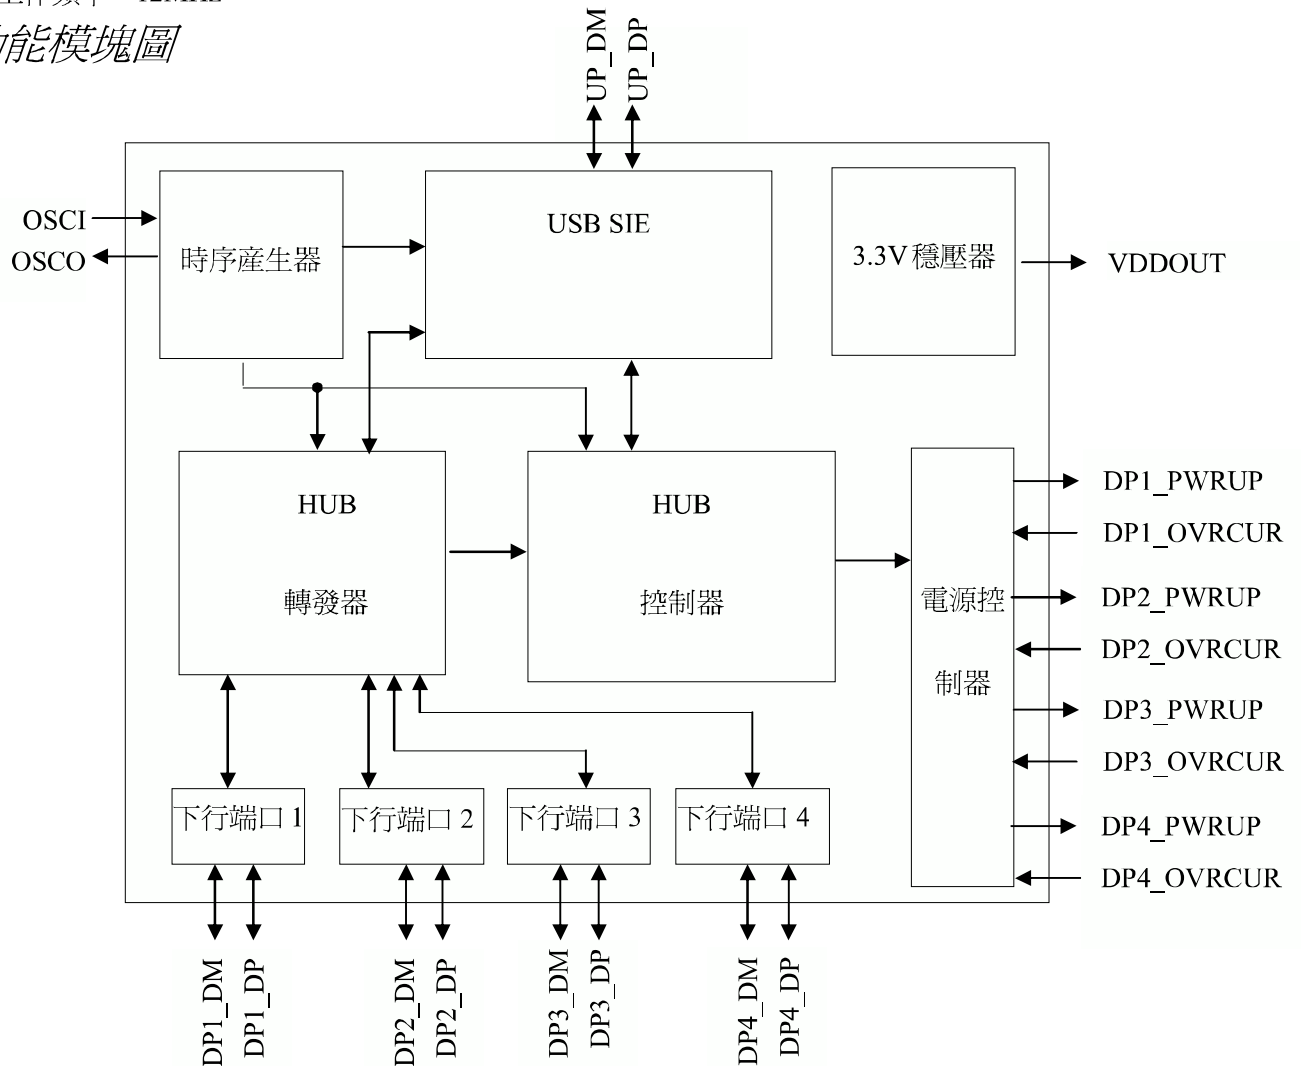 12MHz
能模塊圖
UP_DM
UP_DP
OSCI
OSCO
時序產生器
USB SIE
3.3V 穩壓器
VDDOUT
HUB
轉發器
HUB
控制器
電源控
制器
DP1_PWRUP
DP1_OVRCUR
DP2_PWRUP
DP2_OVRCUR
DP3_PWRUP
DP3_OVRCUR
DP4_PWRUP
DP4_OVRCUR
下行端口 1
下行端口 2
下行端口 3
下行端口 4
DP1_DM
DP1_DP
DP2_DM
DP2_DP
DP3_DM
DP3_DP
DP4_DM
DP4_DP